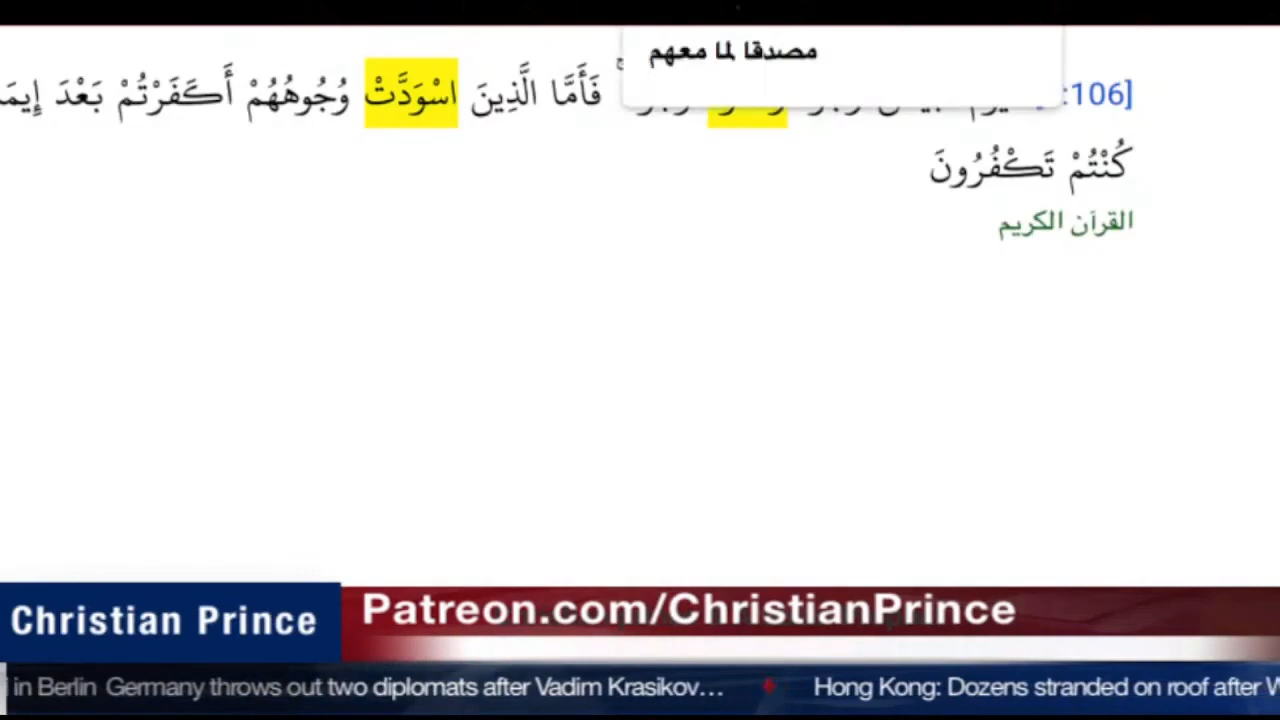 مصدقا لما معهم
:106]
فَأَمَّا الَّذِينَ اسْوَدَّتْ وُجُوهُهُمْ أَكَفَرْتُمْ بَعْدَ
كُنْتُمْ تَكْفُرُونَ
القرآن الكريم
Christian Prince
Patreon.com/ChristianPrince
in Berlin Germany throws out two diplomats after Vadim Krasikov…
Hong Kong: Dozens stranded on roof after